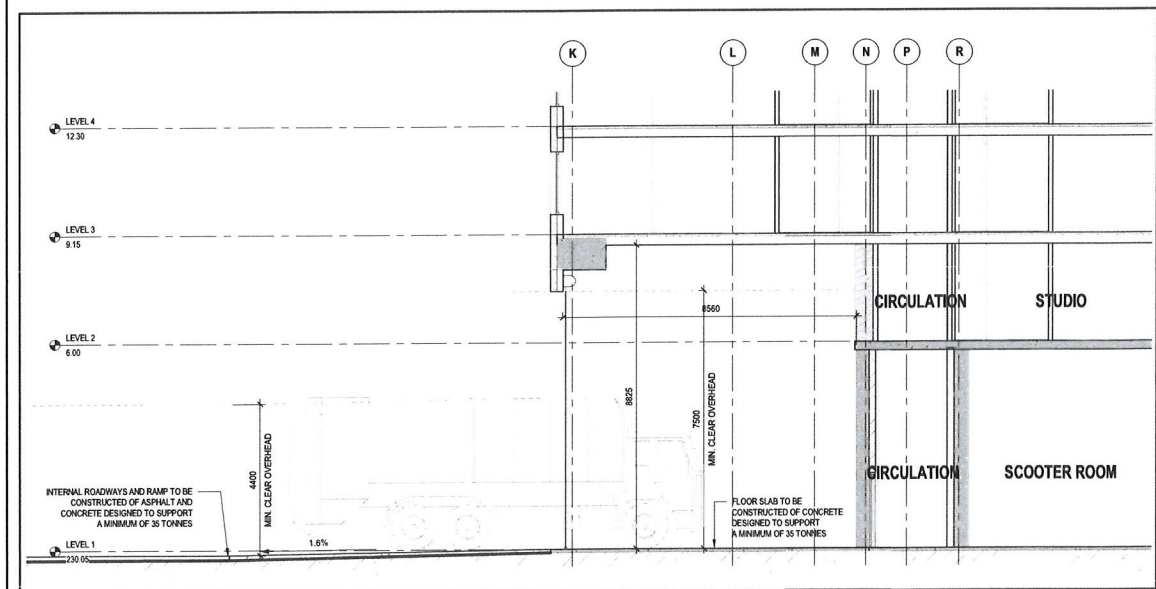 K L M N P R
LEVEL 4
12.30
LEVEL 3
9.15
CIRCULATION STUDIO
8560
LEVEL 2
6.00
8825
7500
MIN. CLEAR OVERHEAD
4400
MIN. CLEAR OVERHEAD
CIRCULATION SCOOTER ROOM
INTERNAL ROADWAYS AND RAMP TO BE
CONSTRUCTED OF ASPHALT AND
CONCRETE DESIGNED TO SUPPORT
A MINIMUM OF 35 TONNES
FLOOR SLAB TO BE
CONSTRUCTED OF CONCRETE
DESIGNED TO SUPPORT
A MINIMUM OF 35 TONNES
1.6%
LEVEL 1
230.05